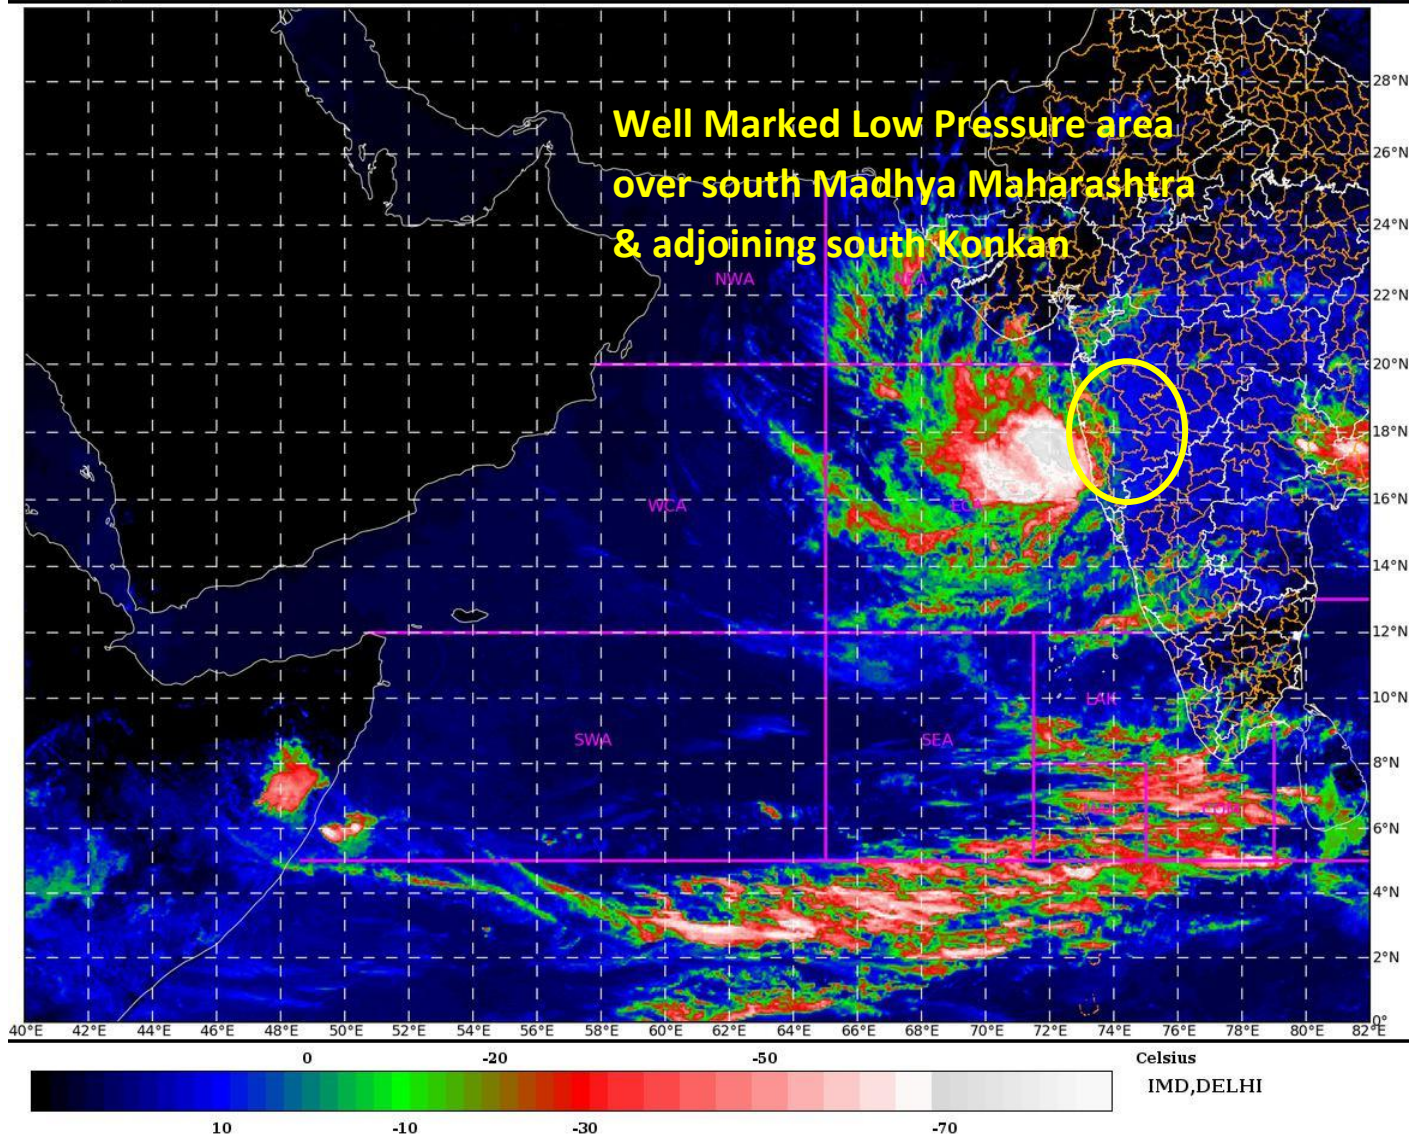 Well Marked Low Pressure area
over south Madhya Maharashtra
& adjoining south Konkan
28°N
26°N
24°N
22°N
20°N
18°N
16°N
14°N
12°N
10°N
8°N
6°N
4°N
2°N
0°
NWA
WCA
LAK
SWA
SEA
40°E 42°E 44°E 46°E 48°E 50°E 52°E 54°E 56°E 58°E 60°E 62°E 64°E 66°E 68°E 70°E 72°E 74°E 76°E 78°E 80°E 82°E
0 -20 -50 Celsius
IMD,DELHI
10 -10 -30 -70